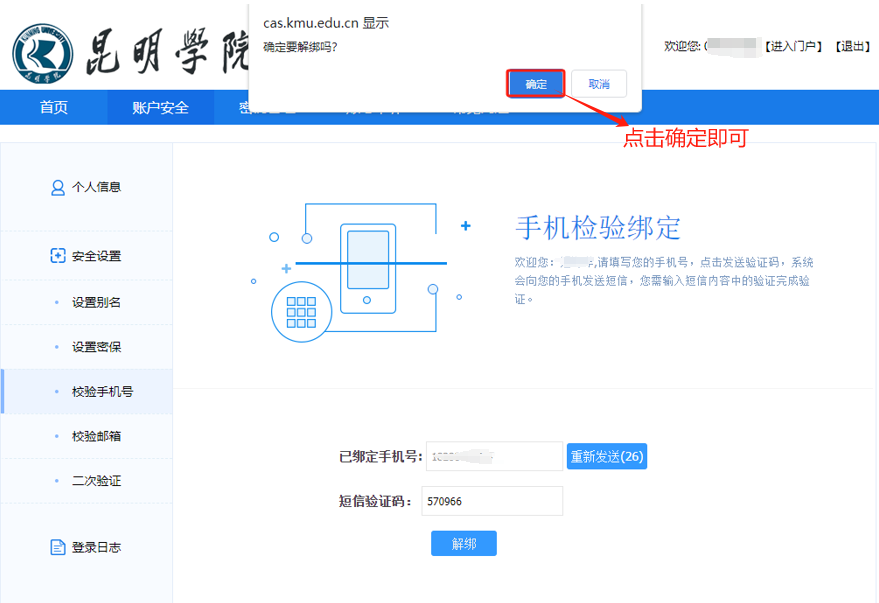 cas.kmu.edu.cn 显示
确定要解绑吗?
确定
取消
昆明学院
欢迎您:
【进入门户】
【退出】
首页
账户安全
点击确定即可
个人信息
安全设置
设置别名
设置密保
校验手机号
校验邮箱
二次验证
登录日志
手机检验绑定
欢迎您: ,请填写您的手机号，点击发送验证码，系统
会向您的手机发送短信，您需输入短信内容中的验证完成验
证。
已绑定手机号:
重新发送(26)
短信验证码：
570966
解绑